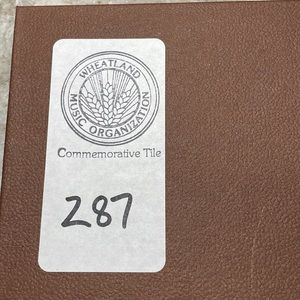 WHEATLAND
MUSIC ORGANIZATION
Commemorative Tile
287